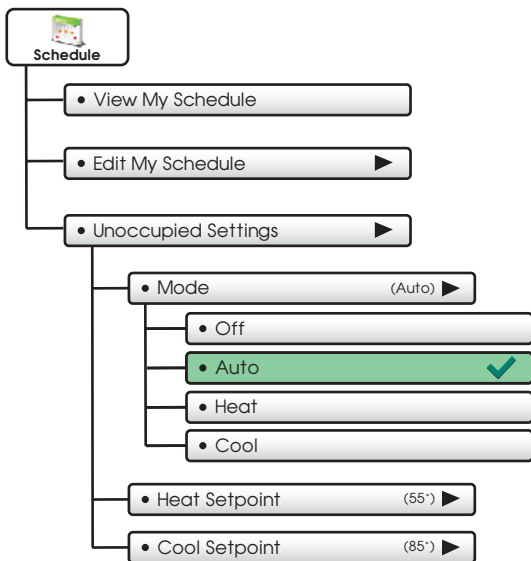 Schedule
• View My Schedule
• Edit My Schedule
• Unoccupied Settings
• Mode (Auto)
• Off
• Auto
• Heat
• Cool
• Heat Setpoint (55°)
• Cool Setpoint (85°)